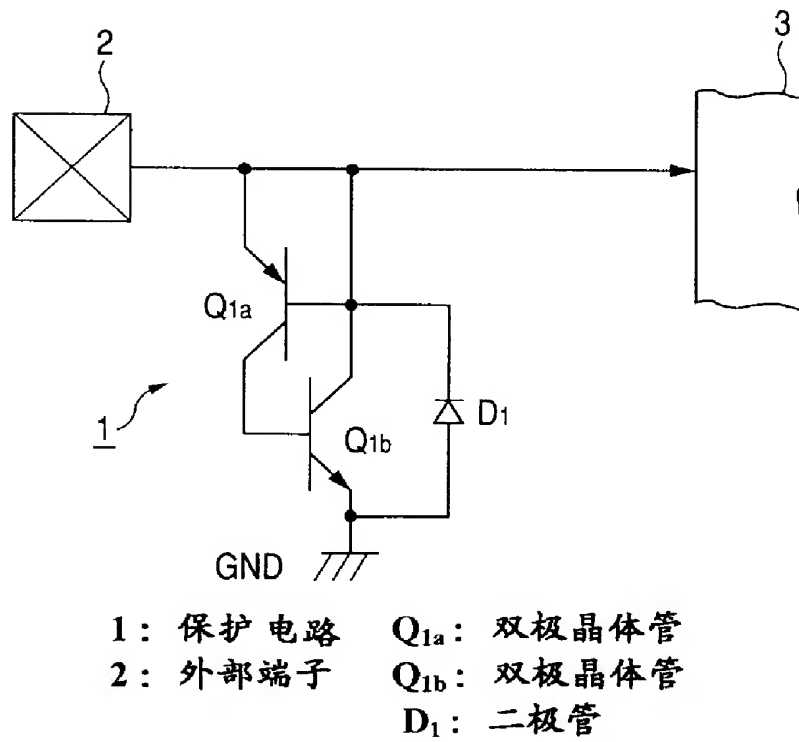 2
3
Q1a
1
Q1b
D1
GND
1： 保护电路 Q1a： 双极晶体管
2： 外部端子 Q1b： 双极晶体管
D1： 二极管